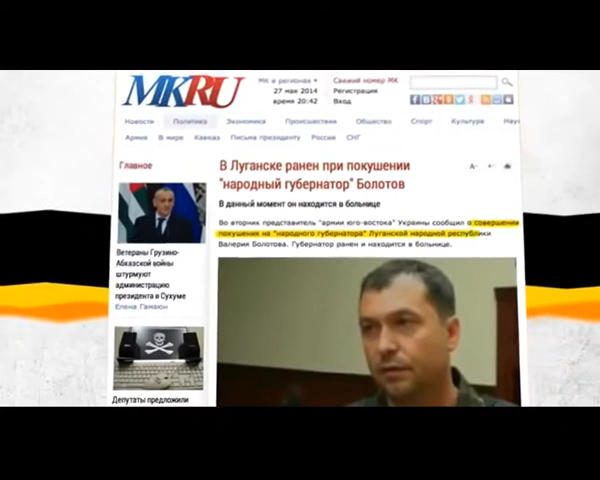 MKRU
МК в регионах
27 мая 2014
время 20:42
Свежий номер МК
Регистрация
Вход
Новости Политика Экономика Происшествия Общество Спорт Культура Наук
Армия В мире Кавказ Письма президенту Россия СНГ
Главное
Ветераны Грузино-
Абхазской войны
штурмуют
администрацию
президента в Сухуме
Елена Гамаюн
Депутаты предложили
В Луганске ранен при покушении
"народный губернатор" Болотов
В данный момент он находится в больнице
Во вторник представитель "армии юго-востока" Украины сообщил о совершении
покушения на "народного губернатора" Луганской народной республики
Валерия Болотова. Губернатор ранен и находится в больнице.